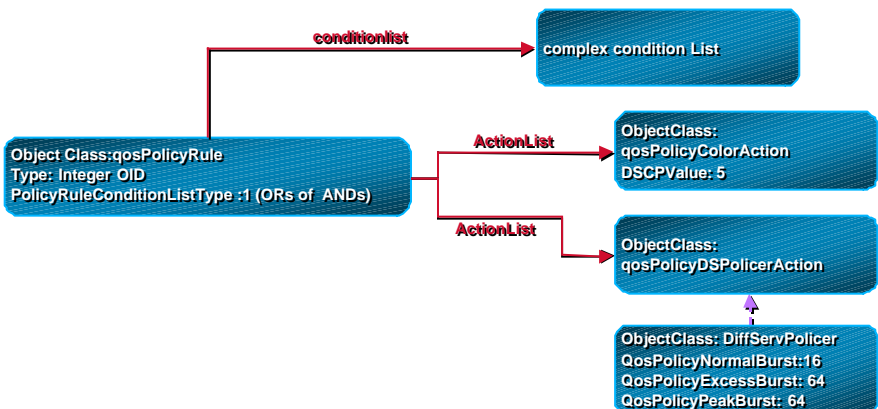 conditionlist
complex condition List
Object Class:qosPolicyRule
Type: Integer OID
PolicyRuleConditionListType :1 (ORs of  ANDs)
ActionList
ObjectClass:
qosPolicyColorAction
DSCPValue: 5
ActionList
ObjectClass:
qosPolicyDSPolicerAction
ObjectClass: DiffServPolicer
QosPolicyNormalBurst:16
QosPolicyExcessBurst: 64
QosPolicyPeakBurst: 64